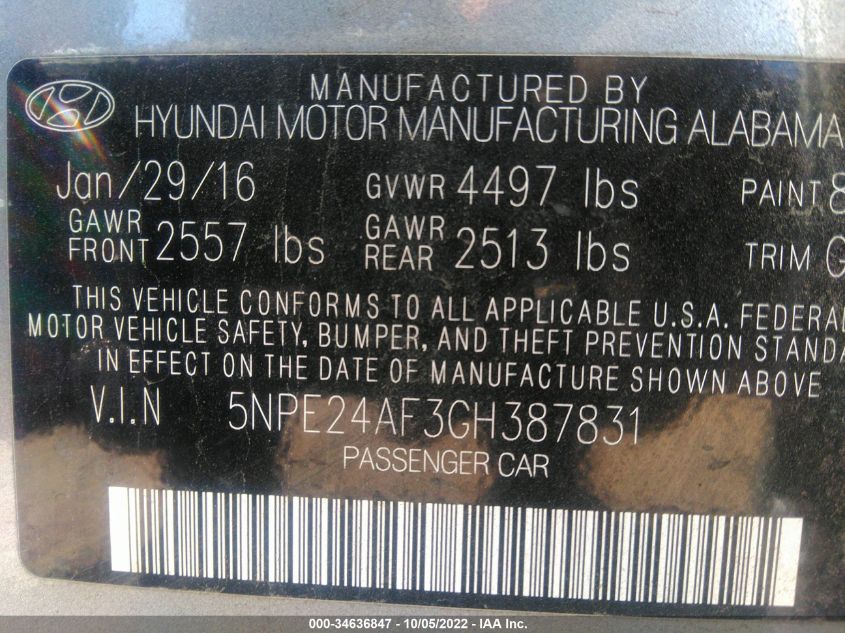 MANUFACTURED BY
HYUNDAI MOTOR MANUFACTURING ALABAMA
Jan/29/16 GVWR 4497 lbs PAINT 8
GAWR FRONT 2557 lbs GAWR REAR 2513 lbs TRIM G
THIS VEHICLE CONFORMS TO ALL APPLICABLE U.S.A. FEDERAL
MOTOR VEHICLE SAFETY, BUMPER, AND THEFT PREVENTION STANDA
IN EFFECT ON THE DATE OF MANUFACTURE SHOWN ABOVE
V.I.N 5NPE24AF3GH387831
PASSENGER CAR
000-34636847 - 10/05/2022 - IAA Inc.